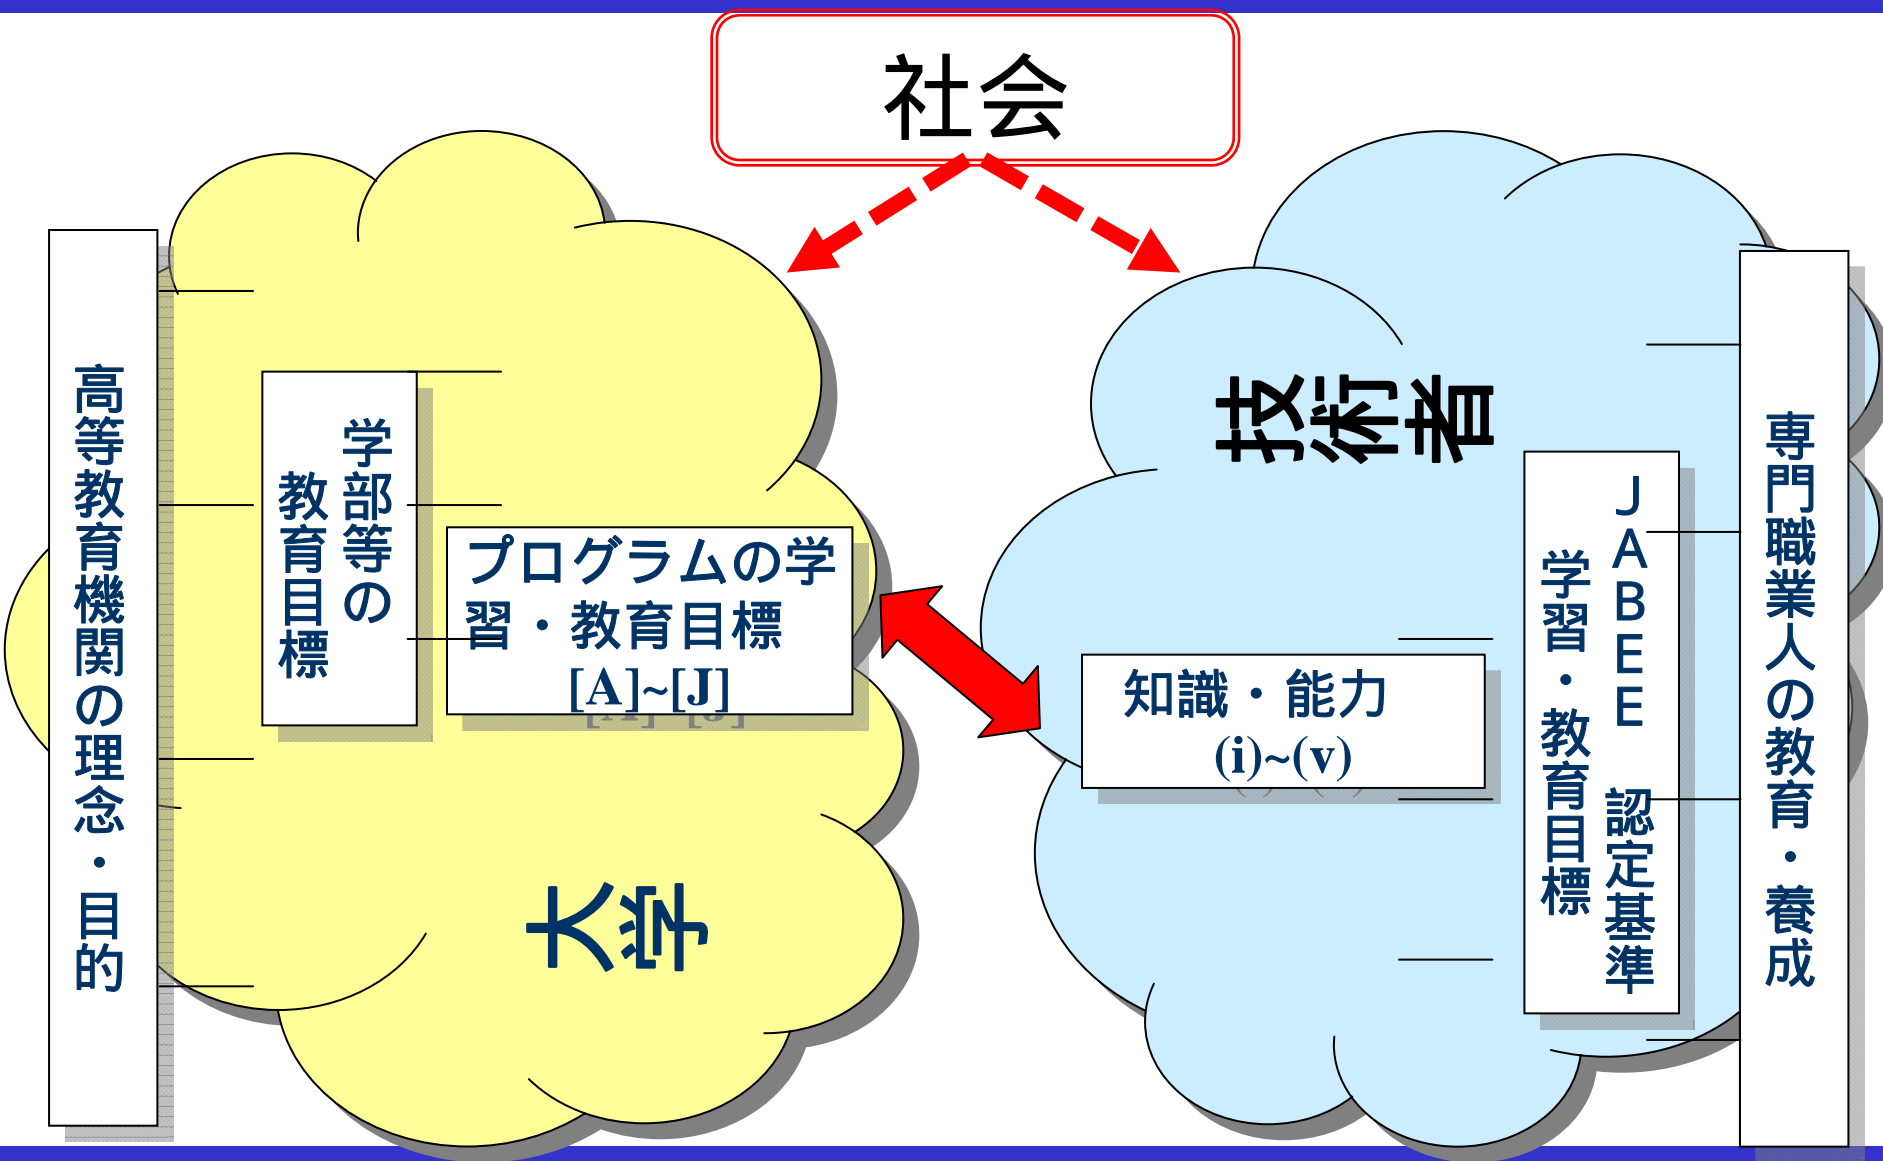 社会
高等教育機関の理念・目的
学部等の
教育目標
プログラムの学
習・教育目標
[A]~[J]
大学
技術者
知識・能力
(i)~(v)
ＪＡＢＥＥ　認定基準
学習・教育目標
専門職業人の教育・養成